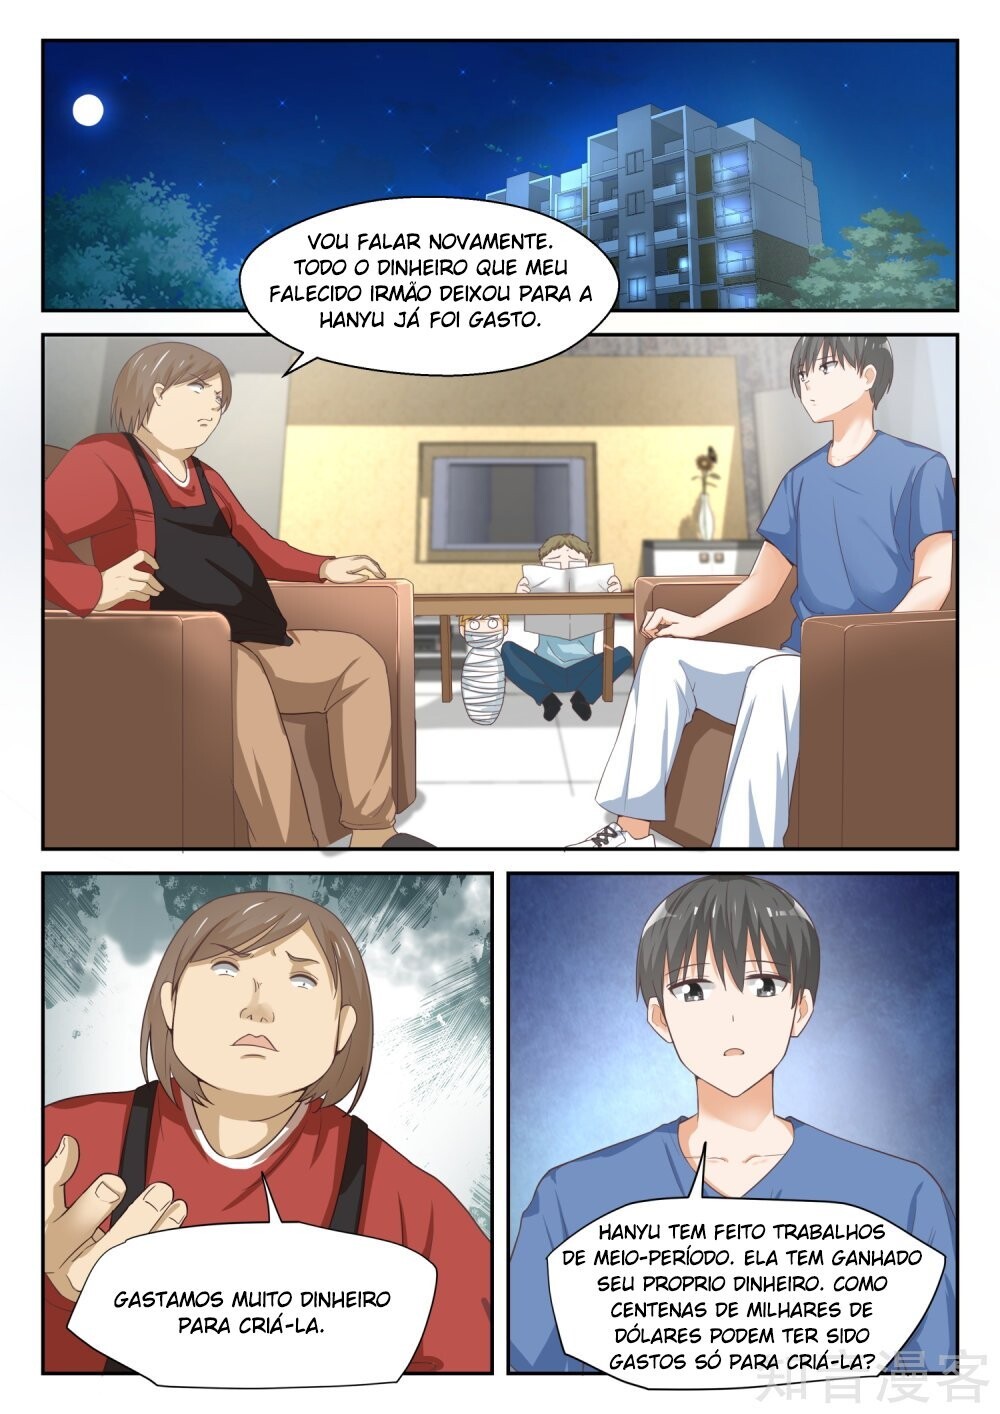 VOU FALAR NOVAMENTE.
TODO O DINHEIRO QUE MEU
FALECIDO IRMÃO DEIXOU PARA A
HANYU JÁ FOI GASTO.
GASTAMOS MUITO DINHEIRO
PARA CRIÁ-LA.
HANYU TEM FEITO TRABALHOS
DE MEIO-PERÍODO. ELA TEM GANHADO
SEU PROPRIO DINHEIRO. COMO
CENTENAS DE MILHARES DE
DÓLARES PODEM TER SIDO
GASTOS SÓ PARA CRIÁ-LA?
知音漫客